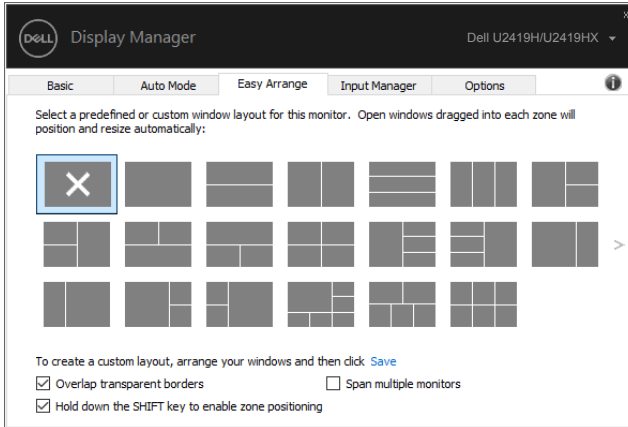 DELL
Display Manager
Dell U2419H/U2419HX
Basic
Auto Mode
Easy Arrange
Input Manager
Options
Select a predefined or custom window layout for this monitor. Open windows dragged into each zone will
position and resize automatically:
To create a custom layout, arrange your windows and then click Save
Overlap transparent borders
Span multiple monitors
Hold down the SHIFT key to enable zone positioning